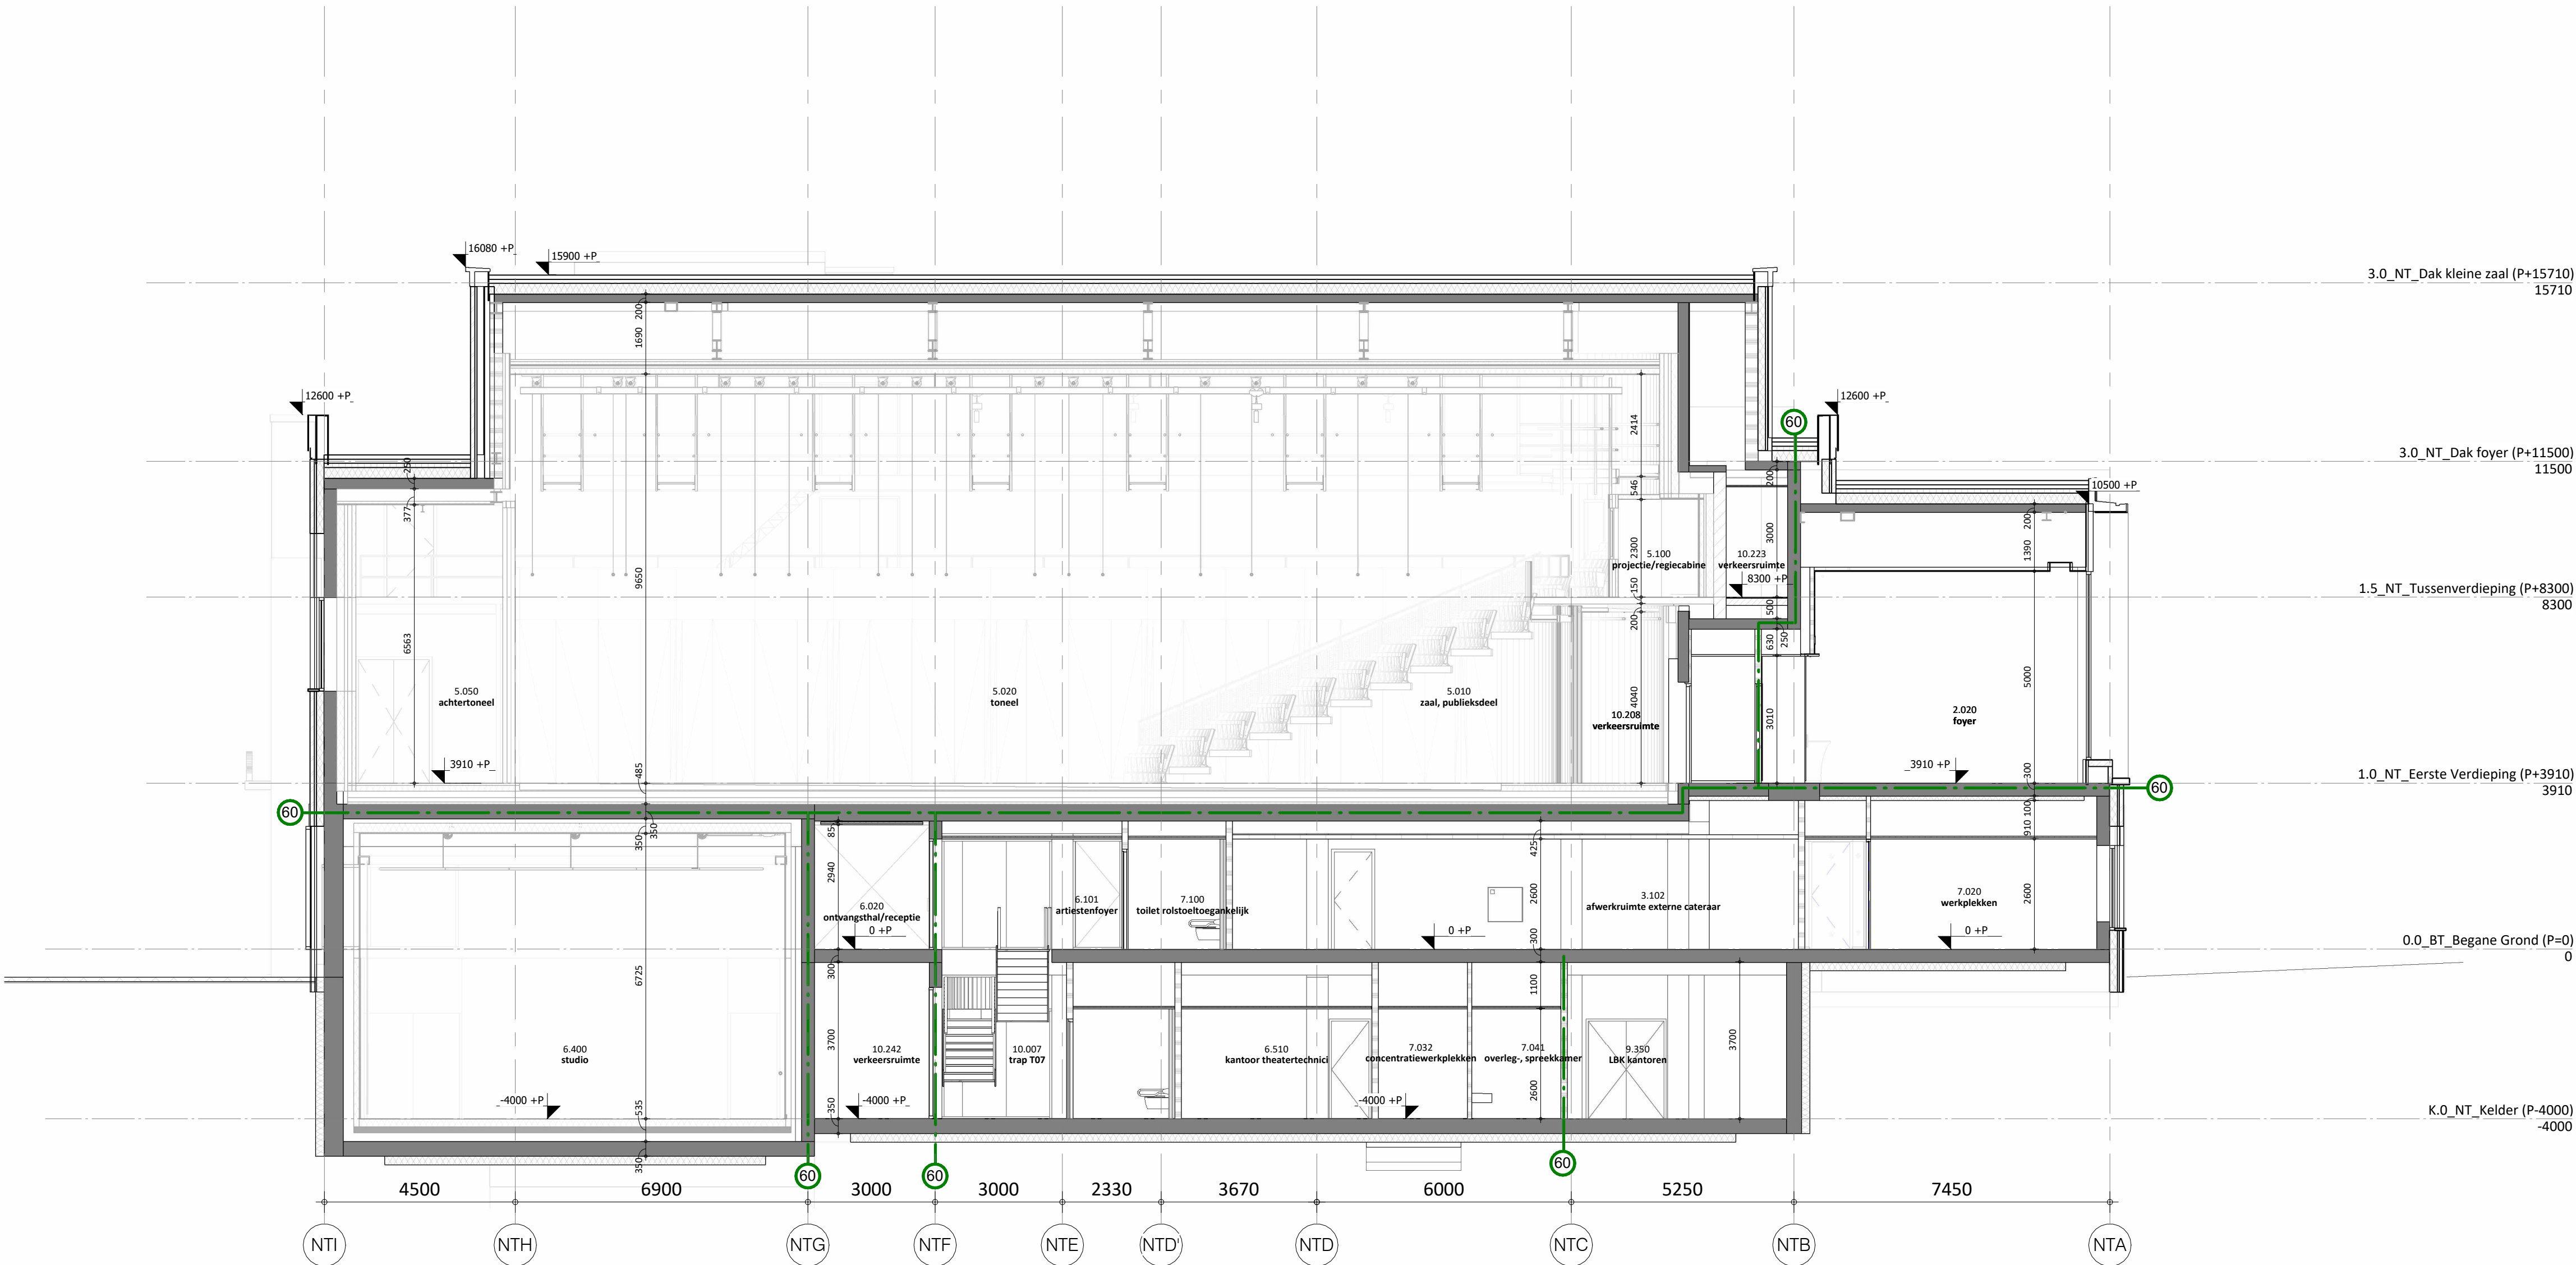 16080 +P
15900 +P
3.0_NT_Dak kleine zaal (P+15710)
15710
200
1690
12600 +P
12600 +P
60
2414
3.0_NT_Dak foyer (P+11500)
11500
250
200
10500 +P
377
546
200
3000
1390
2300
5.100
projectie/regiecabine
10.223
verkeersruimte
9650
8300 +P
150
1.5_NT_Tussenverdieping (P+8300)
8300
500
200
630
250
6563
5000
5.050
achtertoneel
5.020
toneel
5.010
zaal, publieksdeel
4040
10.208
verkeersruimte
3010
2.020
foyer
3910 +P
485
3910 +P
300
1.0_NT_Eerste Verdieping (P+3910)
3910
60
60
350
350
85
425
100
910
2940
2600
2600
6.020
ontvangsthal/receptie
6.101
artiestenfoyer
7.100
toilet rolstoeltoegankelijk
3.102
afwerkruimte externe cateraar
7.020
werkplekken
0 +P
0 +P
0 +P
300
0.0_BT_Begane Grond (P=0)
0
300
6725
1100
3700
3700
6.400
studio
10.242
verkeersruimte
10.007
trap T07
6.510
kantoor theatertechnici
7.032
concentratiewerkplekken
7.041
overleg-, spreekkamer
9.350
LBK kantoren
2600
-4000 +P
-4000 +P
-4000 +P
535
350
K.0_NT_Kelder (P-4000)
-4000
350
60
60
60
4500
6900
3000
3000
2330
3670
6000
5250
7450
NTI
NTH
NTG
NTF
NTE
NTD'
NTD
NTC
NTB
NTA